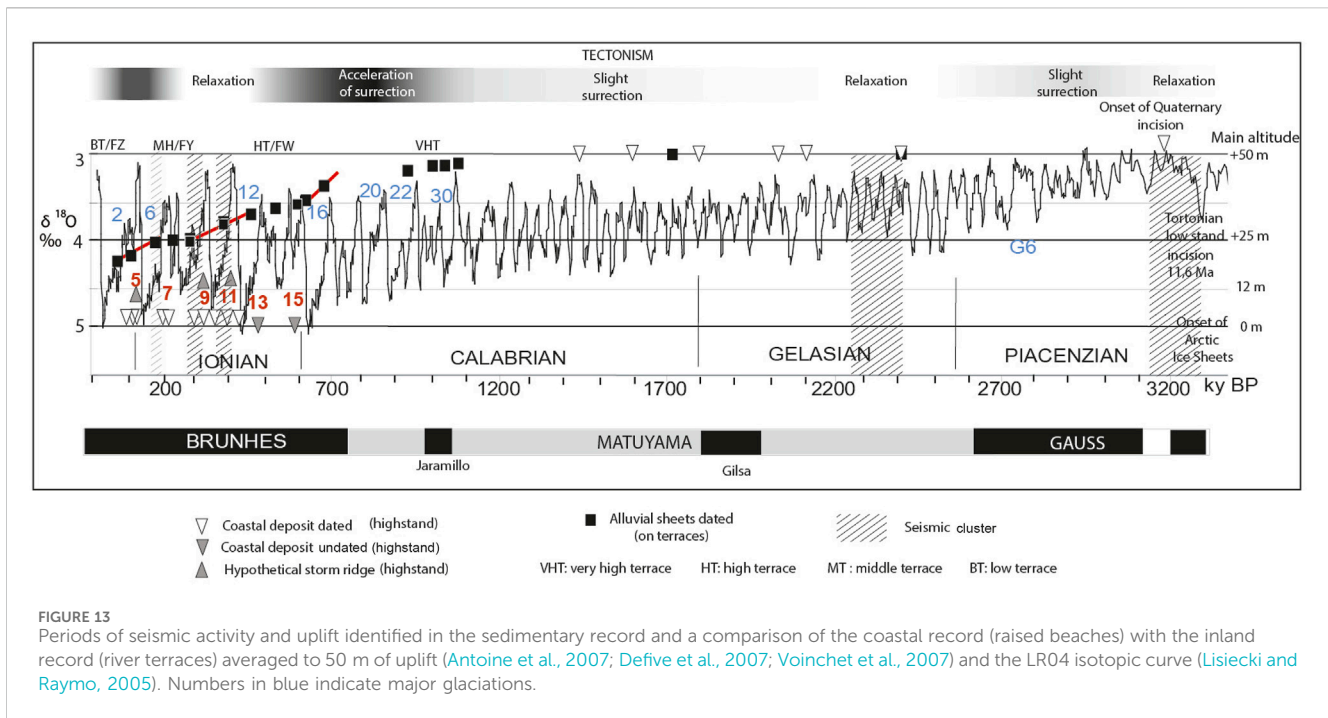 TECTONISM
Relaxation
Acceleration
of surrection
Slight
surrection
Relaxation
Slight
surrection
Relaxation
Onset of Quaternary
incision
BT/FZ MH/FY HT/FW VHT Main altitude
3 +50 m
12 20 22 30
2 6 16
δ 18O
‰ 4 +25 m
Tortonian
low stand
incision
11,6 Ma
G6
5 7 9 11 13 15
12 m
5 0 m
Onset of
Arctic
Ice Sheets
IONIAN CALABRIAN GELASIAN PIACENZIAN
200 700 1200 1700 2200 2700 3200 ky BP
BRUNHES MATUYAMA GAUSS
Jaramillo Gilsa
Coastal deposit dated (highstand)
Coastal deposit undated (highstand)
Hypothetical storm ridge (highstand)
Alluvial sheets dated
(on terraces)
Seismic cluster
VHT: very high terrace HT: high terrace MT : middle terrace BT: low terrace
FIGURE 13
Periods of seismic activity and uplift identified in the sedimentary record and a comparison of the coastal record (raised beaches) with the inland
record (river terraces) averaged to 50 m of uplift (Antoine et al., 2007; Defive et al., 2007; Voinchet et al., 2007) and the LR04 isotopic curve (Lisiecki and
Raymo, 2005). Numbers in blue indicate major glaciations.